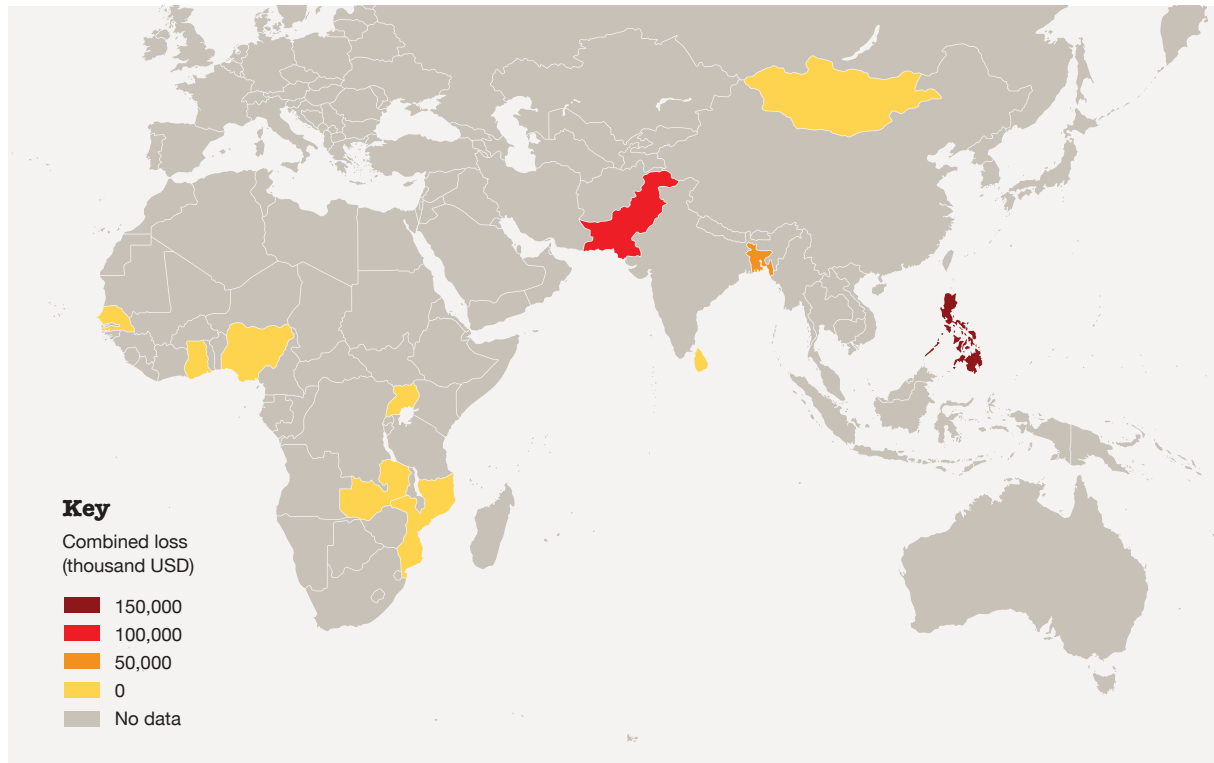 Key
Combined loss
(thousand USD)
150,000
100,000
50,000
0
No data